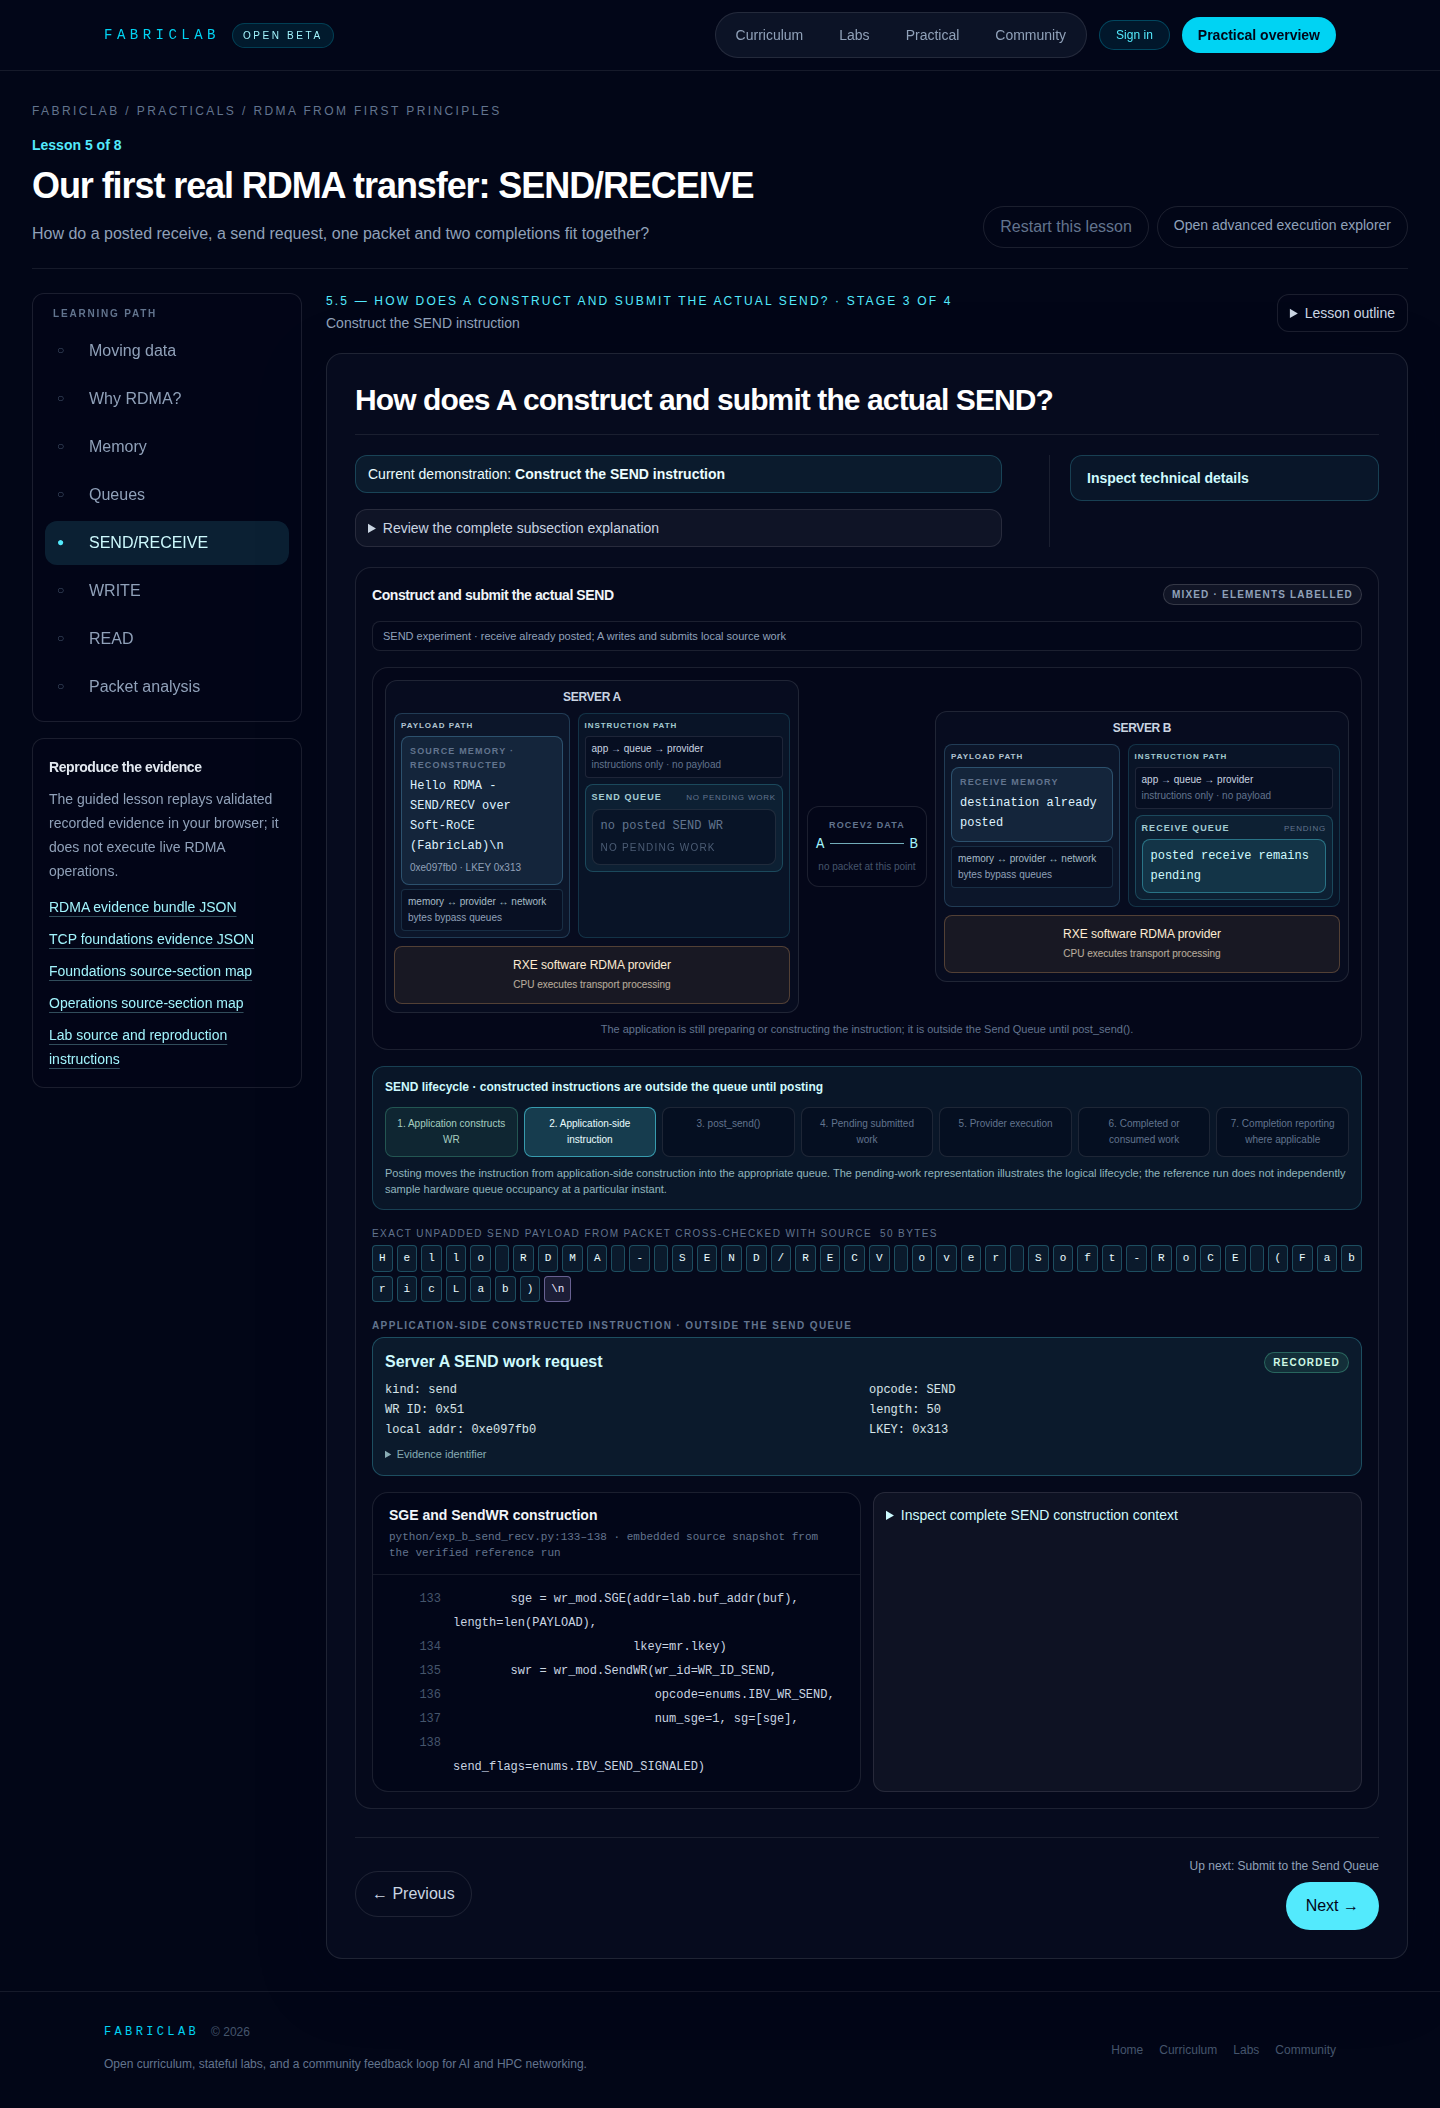 FABRICLAB OPEN BETA Curriculum Labs Practical Community Sign in Practical overview
FABRICLAB / PRACTICALS / RDMA FROM FIRST PRINCIPLES
Lesson 5 of 8
Our first real RDMA transfer: SEND/RECEIVE
How do a posted receive, a send request, one packet and two completions fit together?
Restart this lesson Open advanced execution explorer
LEARNING PATH
○ Moving data
○ Why RDMA?
○ Memory
○ Queues
● SEND/RECEIVE
○ WRITE
○ READ
○ Packet analysis
Reproduce the evidence
The guided lesson replays validated
recorded evidence in your browser; it
does not execute live RDMA
operations.
RDMA evidence bundle JSON
TCP foundations evidence JSON
Foundations source-section map
Operations source-section map
Lab source and reproduction
instructions
5.5 — HOW DOES A CONSTRUCT AND SUBMIT THE ACTUAL SEND? · STAGE 3 OF 4
Construct the SEND instruction
▶ Lesson outline
How does A construct and submit the actual SEND?
Current demonstration: Construct the SEND instruction
▶ Review the complete subsection explanation
Inspect technical details
Construct and submit the actual SEND
MIXED · ELEMENTS LABELLED
SEND experiment · receive already posted; A writes and submits local source work
SERVER A
PAYLOAD PATH
SOURCE MEMORY ·
RECONSTRUCTED
Hello RDMA -
SEND/RECV over
Soft-RoCE
(FabricLab)\n
0xe097fb0 · LKEY 0x313
memory ↔ provider ↔ network
bytes bypass queues
INSTRUCTION PATH
app → queue → provider
instructions only · no payload
SEND QUEUE NO PENDING WORK
no posted SEND WR
NO PENDING WORK
RXE software RDMA provider
CPU executes transport processing
ROCEV2 DATA
A B
no packet at this point
SERVER B
PAYLOAD PATH
RECEIVE MEMORY
destination already
posted
memory ↔ provider ↔ network
bytes bypass queues
INSTRUCTION PATH
app → queue → provider
instructions only · no payload
RECEIVE QUEUE PENDING
posted receive remains
pending
RXE software RDMA provider
CPU executes transport processing
The application is still preparing or constructing the instruction; it is outside the Send Queue until post_send().
SEND lifecycle · constructed instructions are outside the queue until posting
1. Application constructs
WR
2. Application-side
instruction
3. post_send()
4. Pending submitted
work
5. Provider execution
6. Completed or
consumed work
7. Completion reporting
where applicable
Posting moves the instruction from application-side construction into the appropriate queue. The pending-work representation illustrates the logical lifecycle; the reference run does not independently
sample hardware queue occupancy at a particular instant.
EXACT UNPADDED SEND PAYLOAD FROM PACKET CROSS-CHECKED WITH SOURCE 50 BYTES
H e l l o R D M A - S E N D / R E C V o v e r S o f t - R o C E ( F a b
r i c L a b ) \n
APPLICATION-SIDE CONSTRUCTED INSTRUCTION · OUTSIDE THE SEND QUEUE
Server A SEND work request RECORDED
kind: send opcode: SEND
WR ID: 0x51 length: 50
local addr: 0xe097fb0 LKEY: 0x313
▶ Evidence identifier
SGE and SendWR construction
python/exp_b_send_recv.py:133–138 · embedded source snapshot from
the verified reference run
133 sge = wr_mod.SGE(addr=lab.buf_addr(buf),
length=len(PAYLOAD),
134 lkey=mr.lkey)
135 swr = wr_mod.SendWR(wr_id=WR_ID_SEND,
136 opcode=enums.IBV_WR_SEND,
137 num_sge=1, sg=[sge],
138
send_flags=enums.IBV_SEND_SIGNALED)
▶ Inspect complete SEND construction context
← Previous
Up next: Submit to the Send Queue
Next →
FABRICLAB © 2026
Open curriculum, stateful labs, and a community feedback loop for AI and HPC networking.
Home Curriculum Labs Community